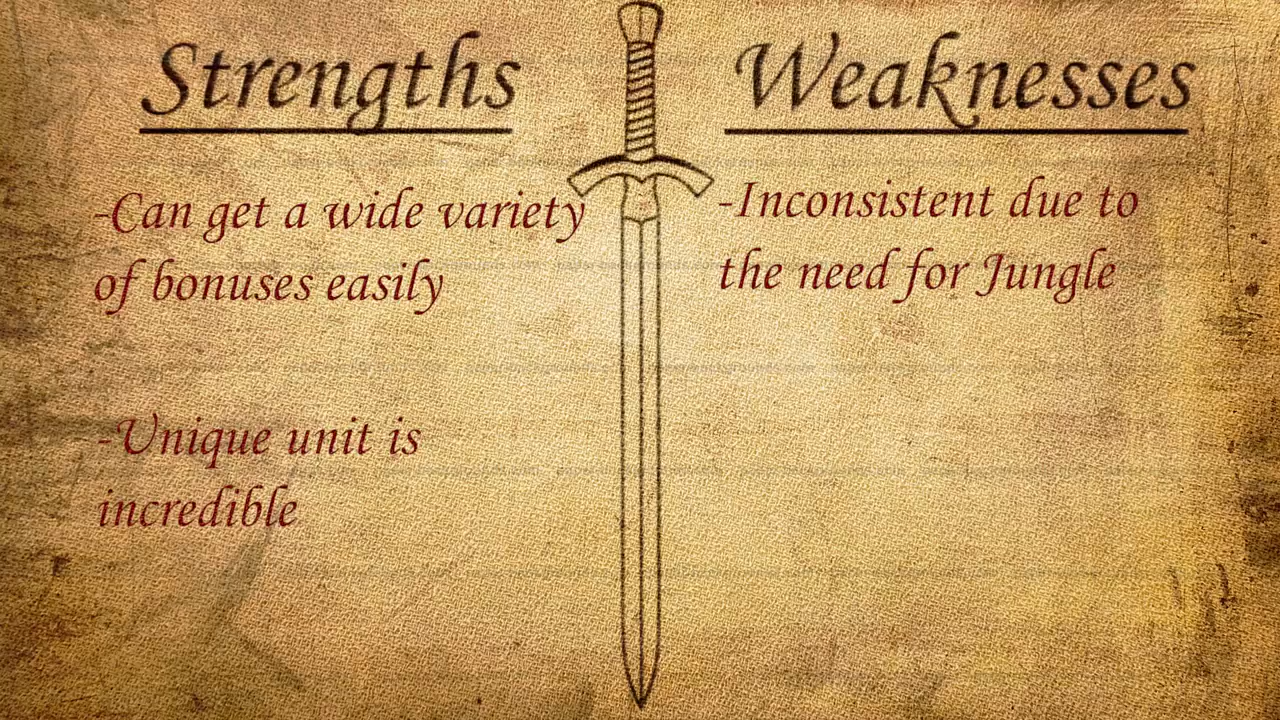 Strengths
-Can get a wide variety
of bonuses easily
-Unique unit is
incredible
Weaknesses
-Inconsistent due to
the need for Jungle